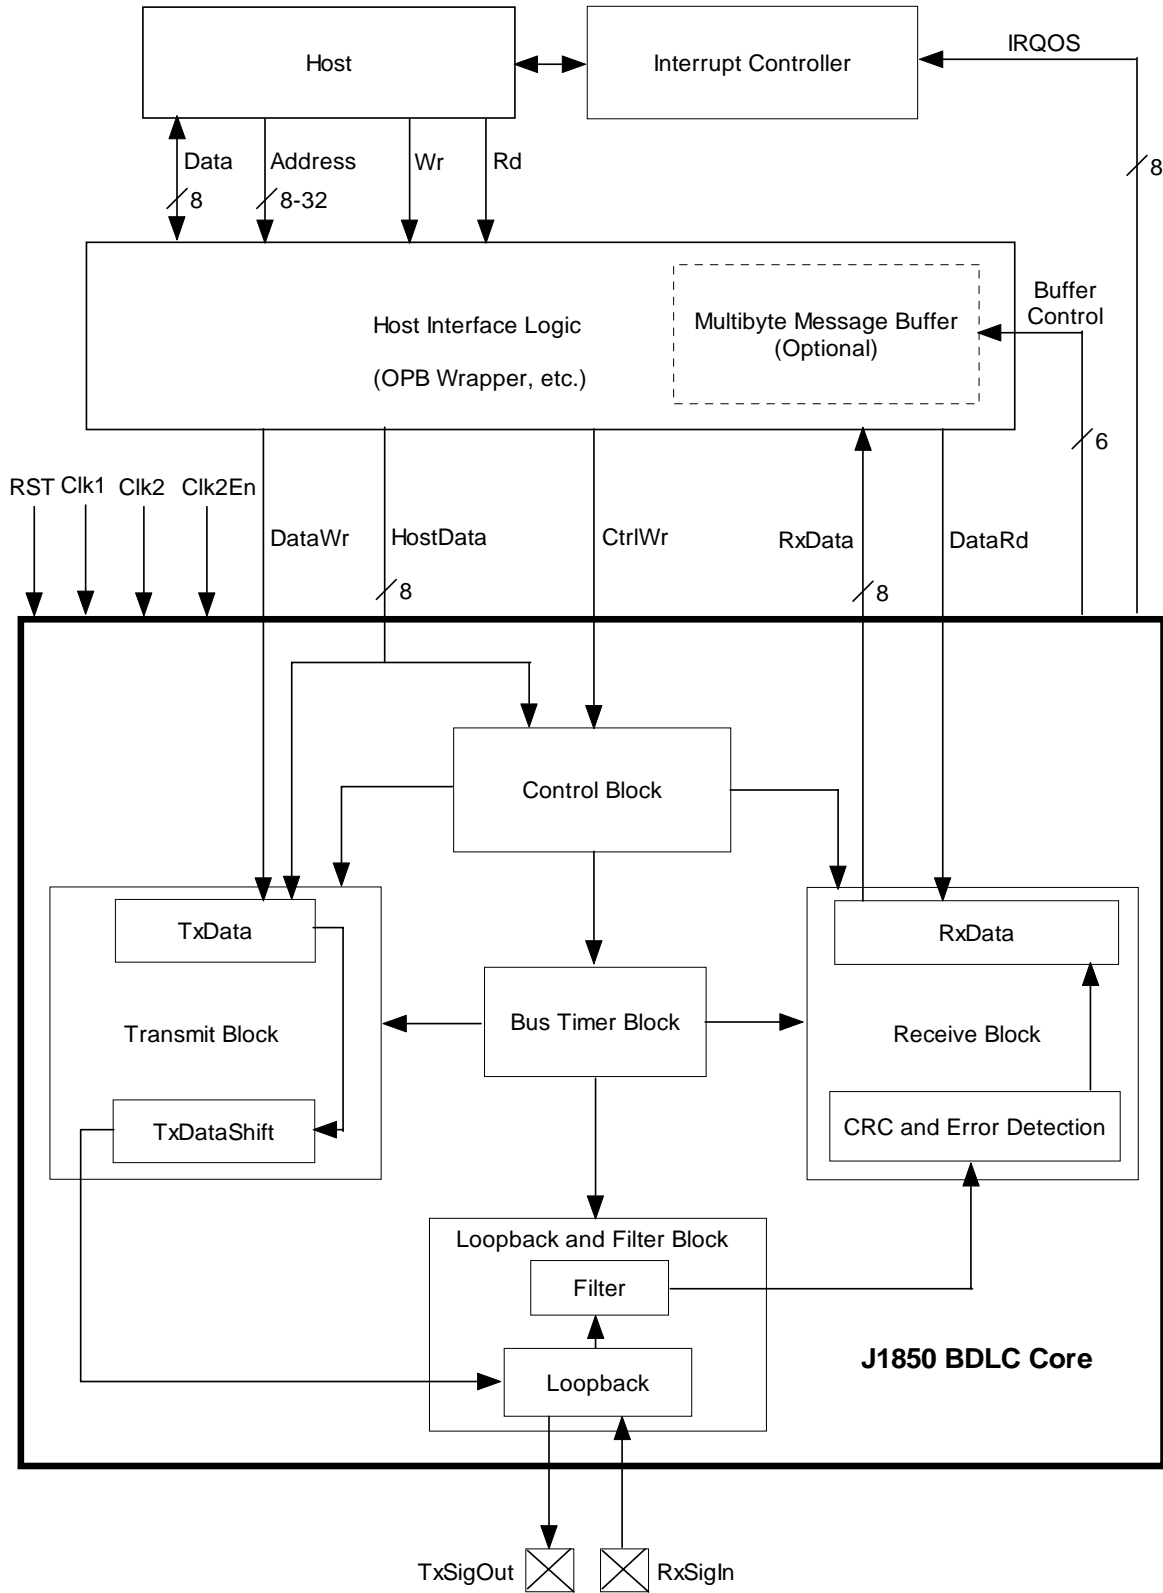 Host
Interrupt Controller
IRQOS
Data
Address
Wr
Rd
8
8
8-32
Host Interface Logic
(OPB Wrapper, etc.)
Multibyte Message Buffer
(Optional)
Buffer
Control
6
RST
Clk1
Clk2
Clk2En
DataWr
HostData
CtrlWr
RxData
DataRd
8
8
Control Block
TxData
RxData
Transmit Block
Bus Timer Block
Receive Block
TxDataShift
CRC and Error Detection
Loopback and Filter Block
Filter
J1850 BDLC Core
Loopback
TxSigOut
RxSigIn